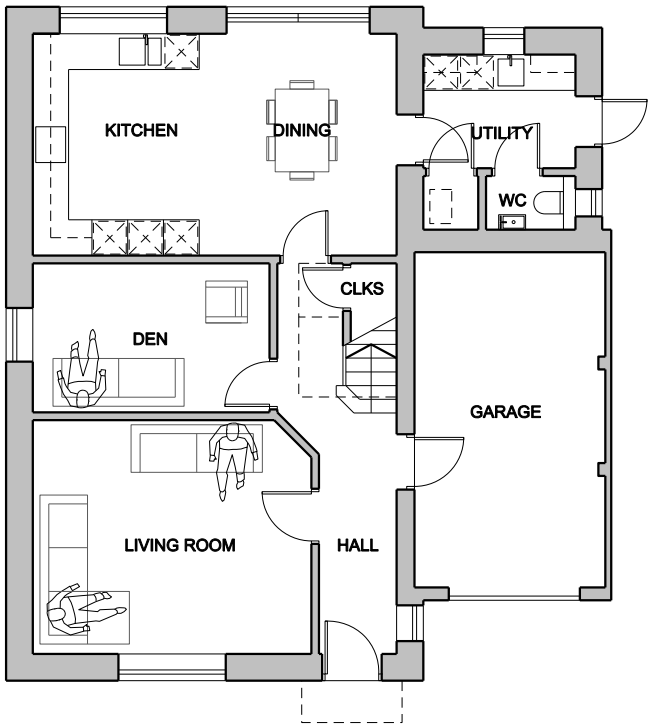 KITCHEN
DINING
UTILITY
WC
CLKS
DEN
GARAGE
LIVING ROOM
HALL